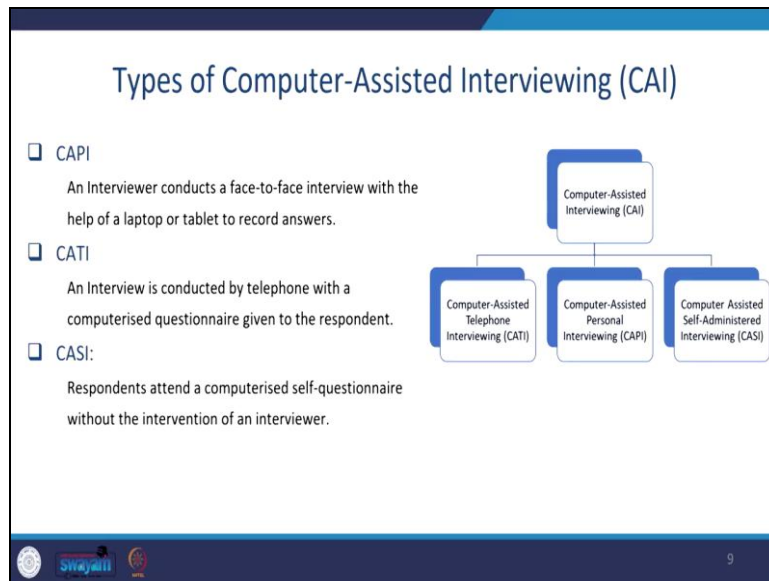 Types of Computer-Assisted Interviewing (CAI)
CAPI
An Interviewer conducts a face-to-face interview with the
help of a laptop or tablet to record answers.
CATI
An Interview is conducted by telephone with a
computerised questionnaire given to the respondent.
CASI:
Respondents attend a computerised self-questionnaire
without the intervention of an interviewer.
Computer-Assisted
Interviewing (CAI)
Computer-Assisted
Telephone
Interviewing (CATI)
Computer-Assisted
Personal
Interviewing (CAPI)
Computer Assisted
Self-Administered
Interviewing (CASI)
swayam
9